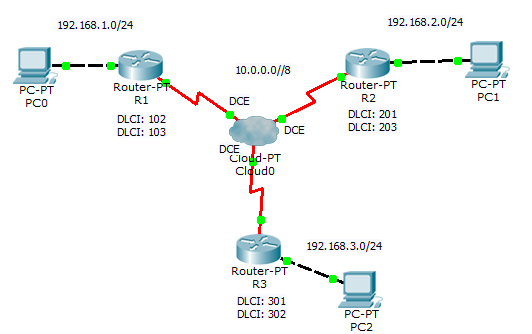 192.168.1.0/24
PC-PT
PC0
Router-PT
R1
DLCI: 102
DLCI: 103
10.0.0.0//8
192.168.2.0/24
Router-PT
R2
DLCI: 201
DLCI: 203
PC-PT
PC1
DCE
DCE
DCE
Cloud-PT
Cloud0
192.168.3.0/24
Router-PT
R3
DLCI: 301
DLCI: 302
PC-PT
PC2